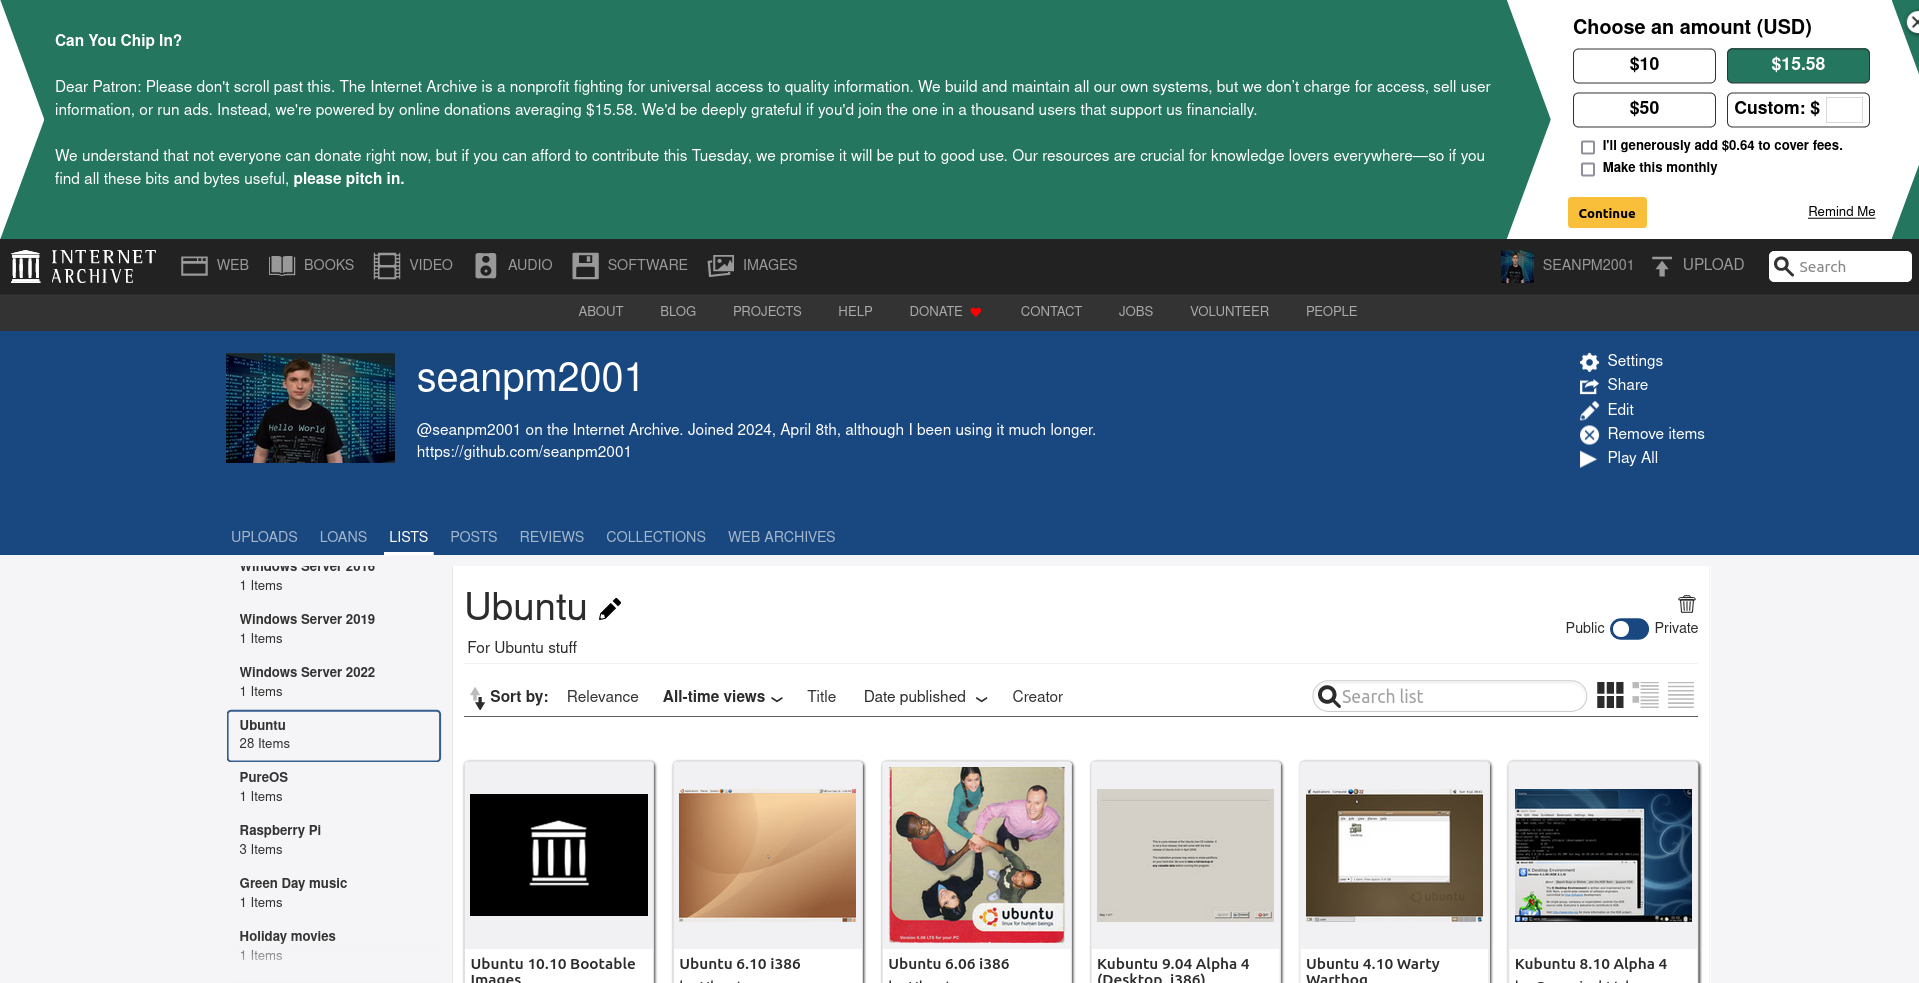 Can You Chip In?
Dear Patron: Please don't scroll past this. The Internet Archive is a nonprofit fighting for universal access to quality information. We build and maintain all our own systems, but we don't charge for access, sell user
information, or run ads. Instead, we're powered by online donations averaging $15.58. We'd be deeply grateful if you'd join the one in a thousand users that support us financially.
We understand that not everyone can donate right now, but if you can afford to contribute this Tuesday, we promise it will be put to good use. Our resources are crucial for knowledge lovers everywhere—so if you
find all these bits and bytes useful, please pitch in.
Choose an amount (USD)
$10 $15.58
$50 Custom: $
I'll generously add $0.64 to cover fees.
Make this monthly
Continue Remind Me
INTERNET ARCHIVE WEB BOOKS VIDEO AUDIO SOFTWARE IMAGES SEANPM2001 UPLOAD Search
ABOUT BLOG PROJECTS HELP DONATE CONTACT JOBS VOLUNTEER PEOPLE
Hello World
seanpm2001
@seanpm2001 on the Internet Archive. Joined 2024, April 8th, although I been using it much longer.
https://github.com/seanpm2001
Settings
Share
Edit
Remove items
Play All
UPLOADS LOANS LISTS POSTS REVIEWS COLLECTIONS WEB ARCHIVES
Windows Server 2016
1 Items
Windows Server 2019
1 Items
Windows Server 2022
1 Items
Ubuntu
28 Items
PureOS
1 Items
Raspberry Pi
3 Items
Green Day music
1 Items
Holiday movies
1 Items
Ubuntu
For Ubuntu stuff
Public Private
Sort by: Relevance All-time views Title Date published Creator Search list
ubuntu
linux for human beings
Version 6.06 LTS for your PC
K Desktop Environment
Ubuntu 10.10 Bootable
Images
Ubuntu 6.10 i386
Ubuntu 6.06 i386
Kubuntu 9.04 Alpha 4
(Desktop, i386)
Ubuntu 4.10 Warty
Warthog
Kubuntu 8.10 Alpha 4